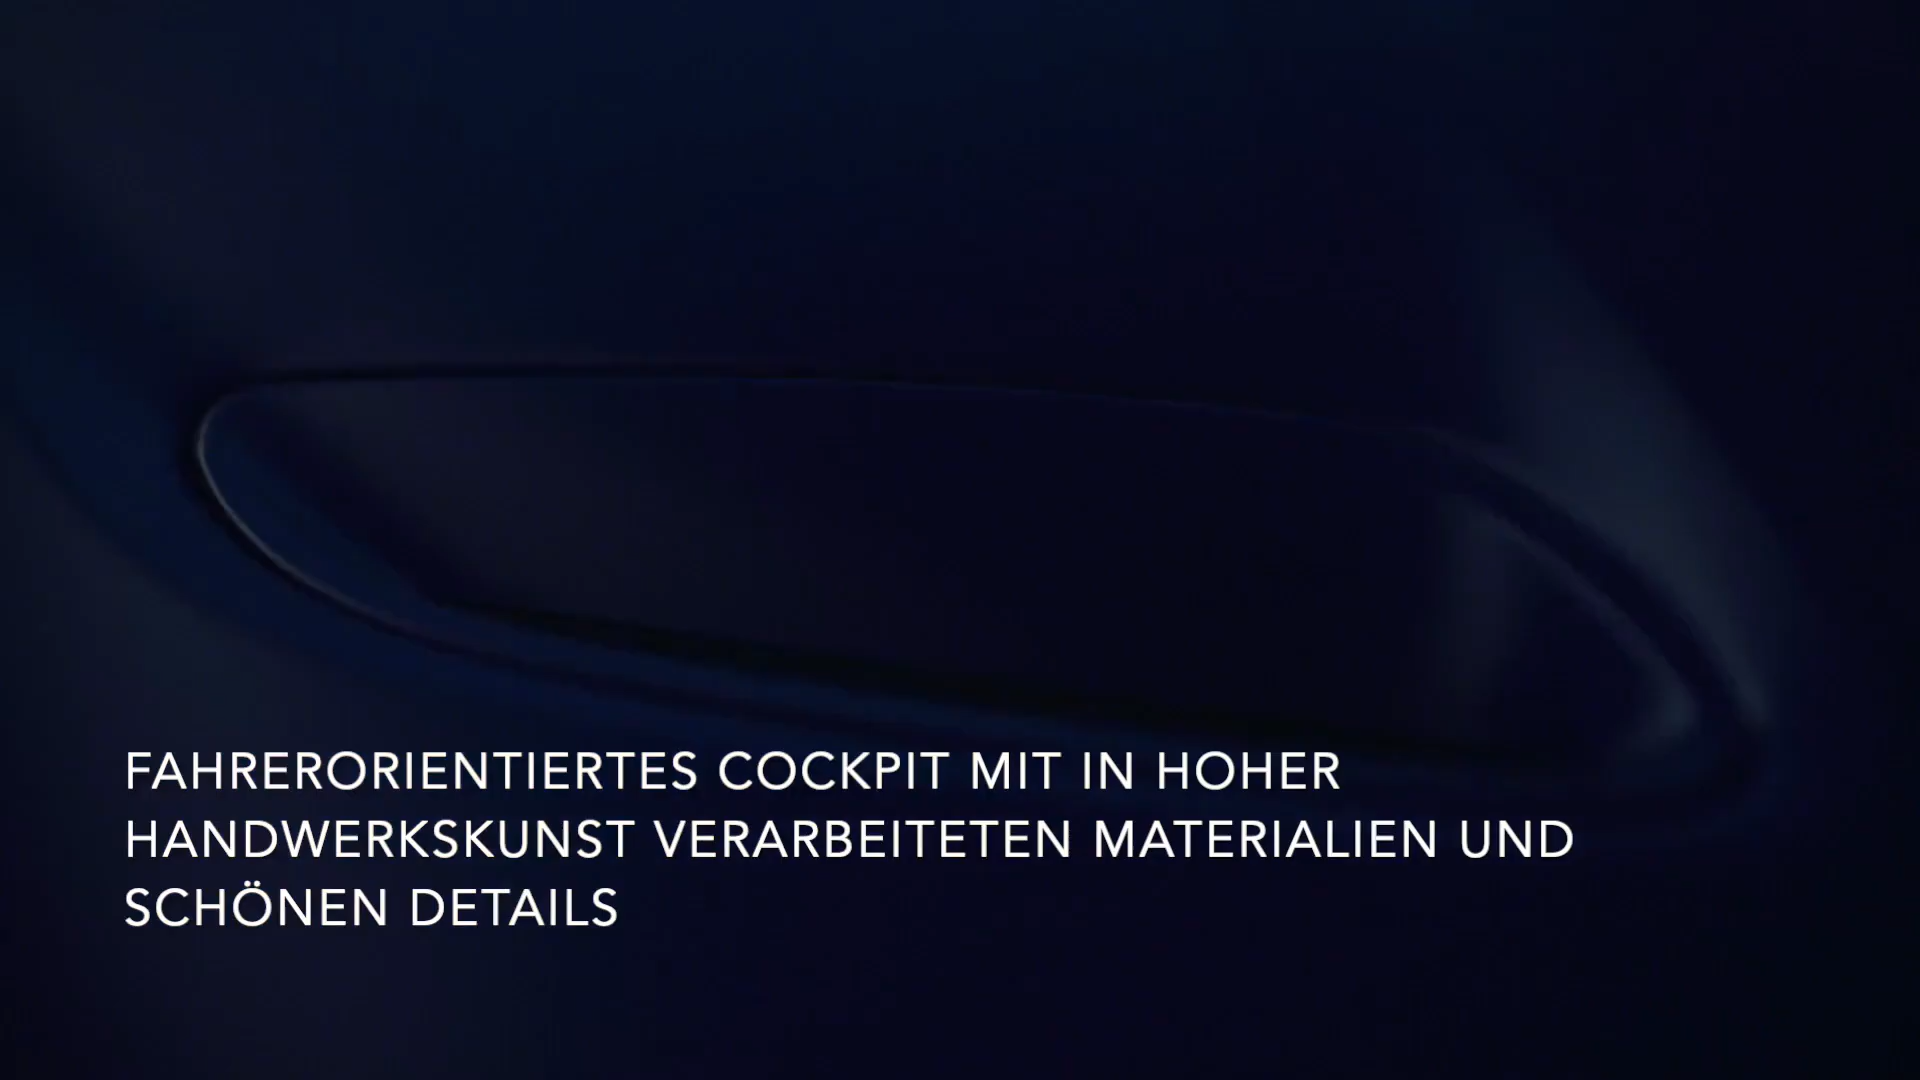 FAHRERORIENTIERTES COCKPIT MIT IN HOHER
HANDWERKSKUNST VERARBEITETEN MATERIALIEN UND
SCHÖNEN DETAILS